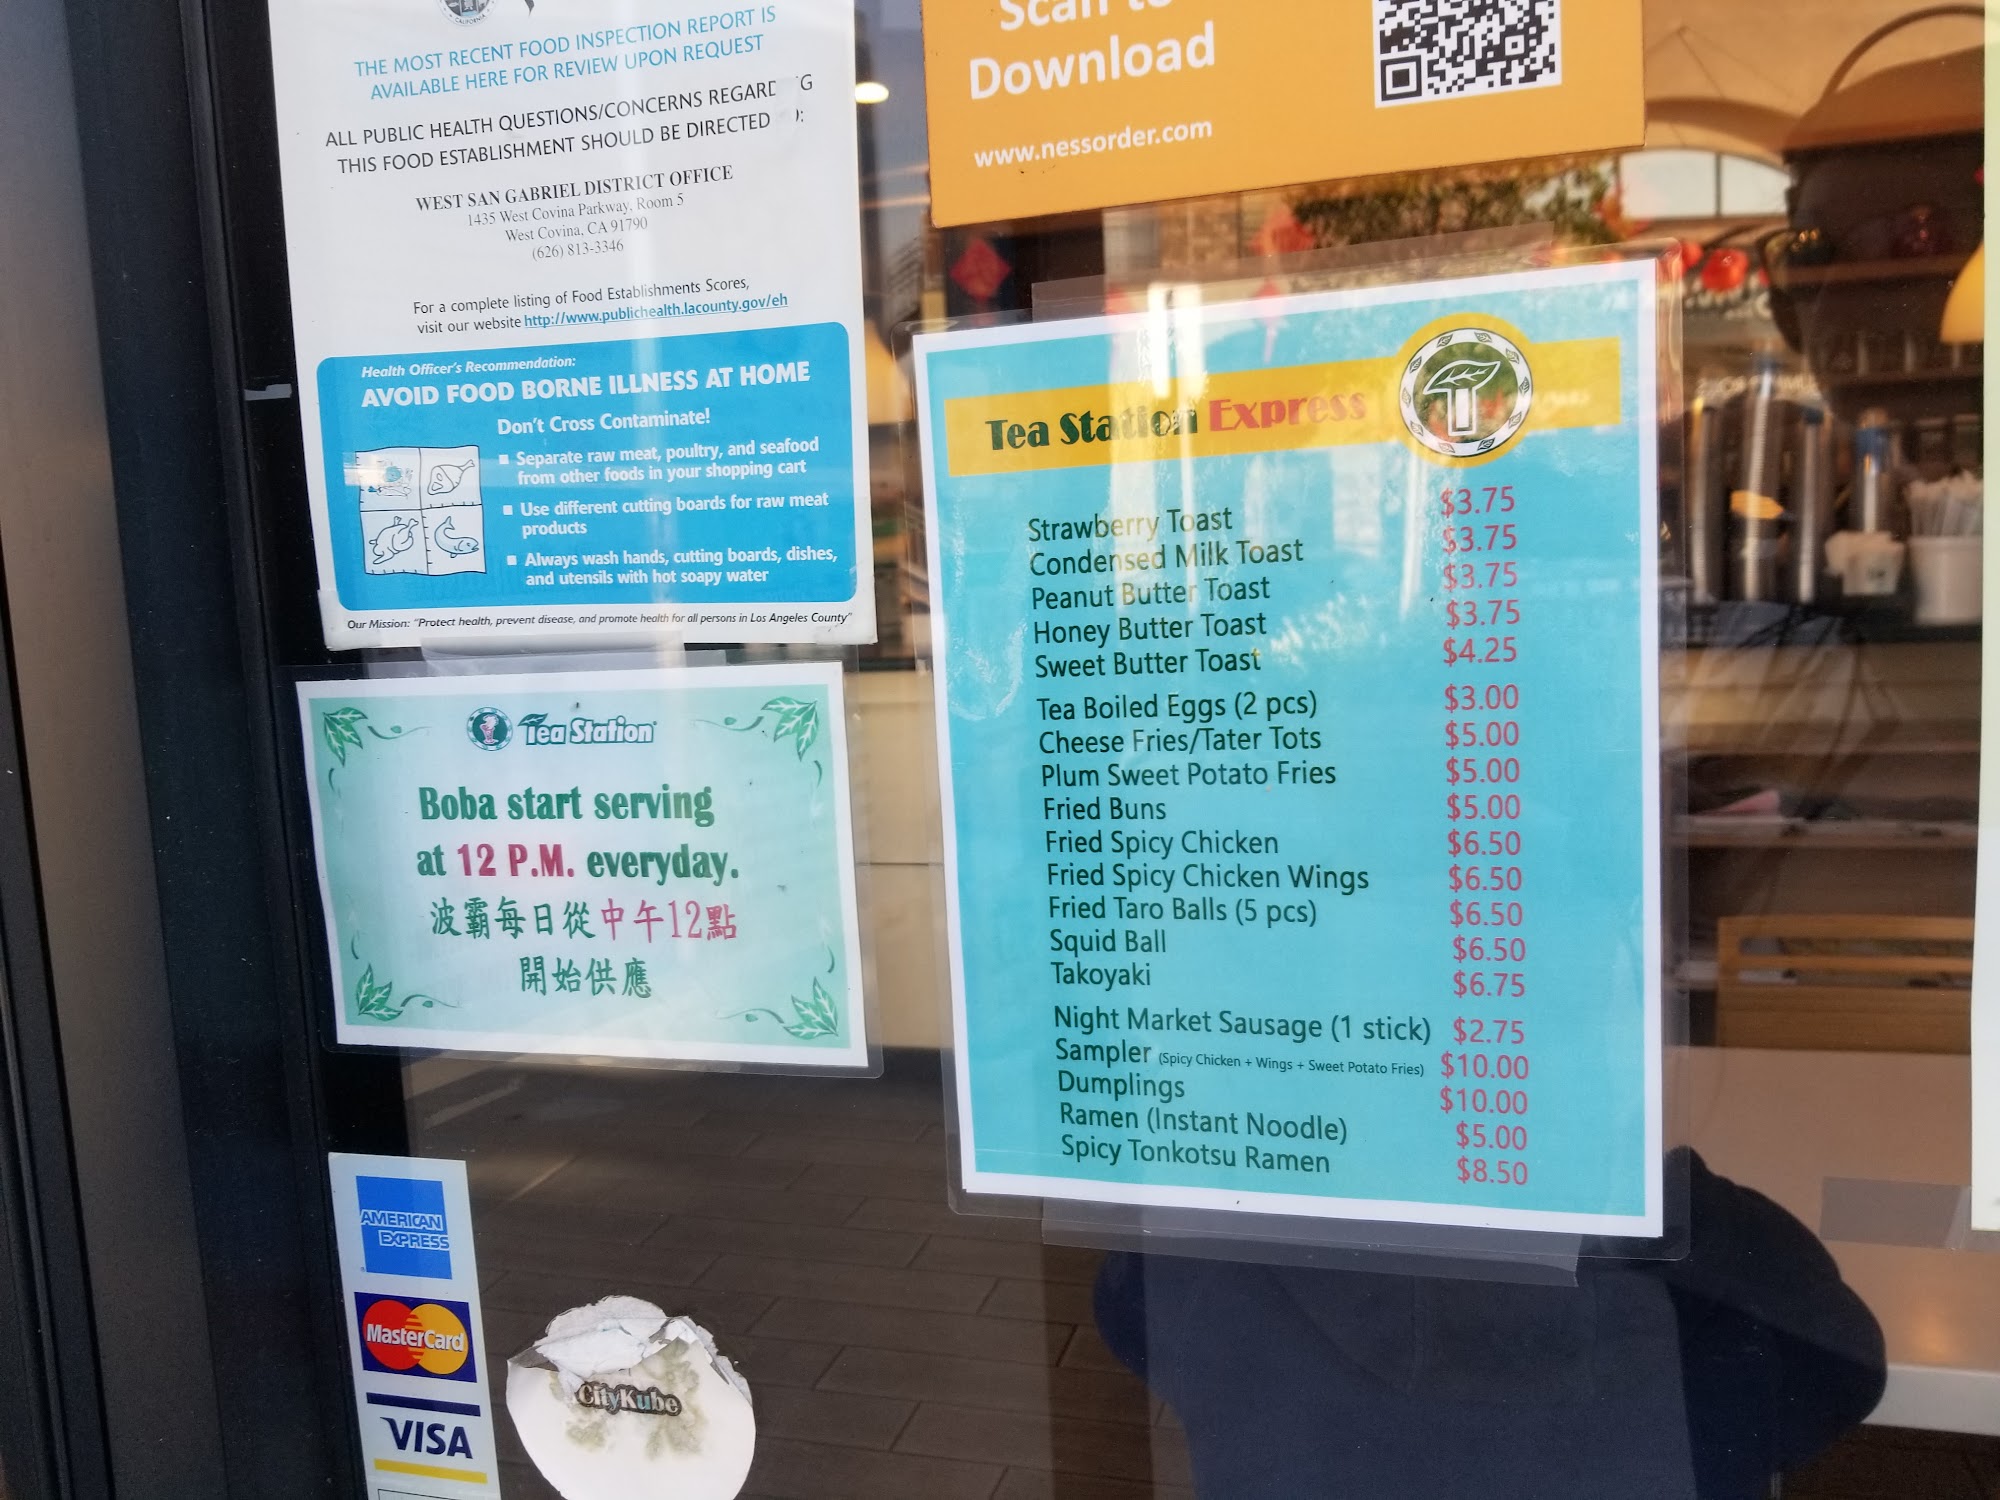 CALIFORNIA
THE MOST RECENT FOOD INSPECTION REPORT IS
AVAILABLE HERE FOR REVIEW UPON REQUEST
ALL PUBLIC HEALTH QUESTIONS/CONCERNS REGARD G
THIS FOOD ESTABLISHMENT SHOULD BE DIRECTED :
WEST SAN GABRIEL DISTRICT OFFICE
1435 West Covina Parkway, Room 5
West Covina, CA 91790
(626) 813-3346
For a complete listing of Food Establishments Scores,
visit our website http://www.publichealth.lacounty.gov/eh
Health Officer's Recommendation:
AVOID FOOD BORNE ILLNESS AT HOME
Don't Cross Contaminate!
■ Separate raw meat, poultry, and seafood
from other foods in your shopping cart
■ Use different cutting boards for raw meat
products
■ Always wash hands, cutting boards, dishes,
and utensils with hot soapy water
Our Mission: "Protect health, prevent disease, and promote health for all persons in Los Angeles County"
Tea Station
Boba start serving
at 12 P.M. everyday.
波霸每日從中午12點
開始供應
AMERICAN
EXPRESS
MasterCard
VISA
CityKube
Scan to
Download
www.nessorder.com
Tea Station Express
Strawberry Toast $3.75
Condensed Milk Toast $3.75
Peanut Butter Toast $3.75
Honey Butter Toast $3.75
Sweet Butter Toast $4.25
Tea Boiled Eggs (2 pcs) $3.00
Cheese Fries/Tater Tots $5.00
Plum Sweet Potato Fries $5.00
Fried Buns $5.00
Fried Spicy Chicken $6.50
Fried Spicy Chicken Wings $6.50
Fried Taro Balls (5 pcs) $6.50
Squid Ball $6.50
Takoyaki $6.75
Night Market Sausage (1 stick) $2.75
Sampler (Spicy Chicken + Wings + Sweet Potato Fries) $10.00
Dumplings $10.00
Ramen (Instant Noodle) $5.00
Spicy Tonkotsu Ramen $8.50